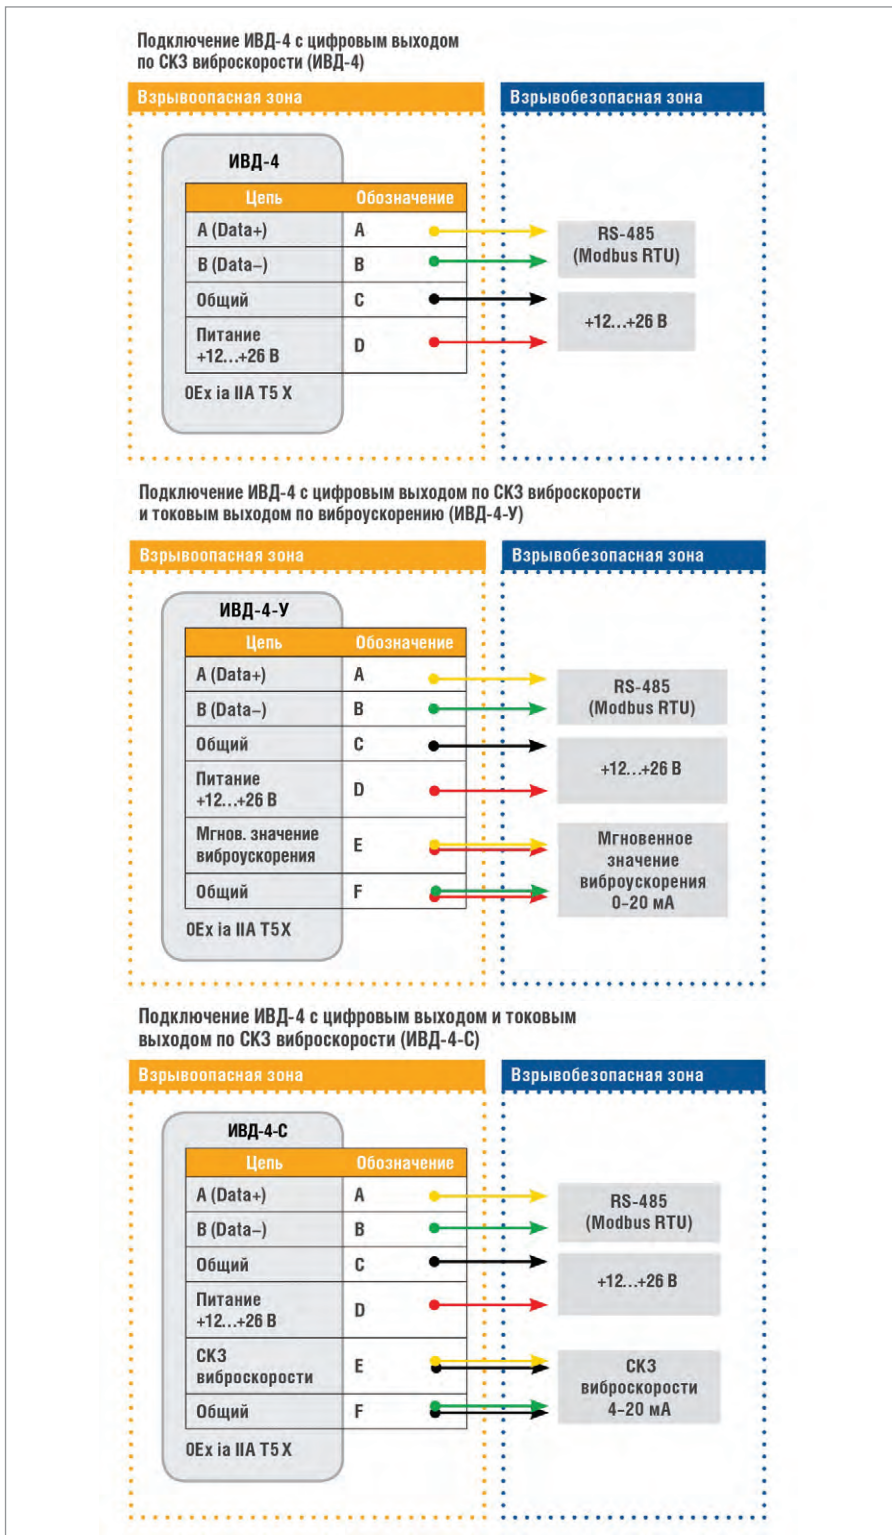 Подключение ИВД-4 с цифровым выходом
по СКЗ виброскорости (ИВД-4)
Взрывоопасная зона
Взрывобезопасная зона
ИВД-4
Цепь Обозначение
A (Data+) A
B (Data–) B
Общий C
Питание
+12...+26 В D
0Ex ia IIA T5 X
RS-485
(Modbus RTU)
+12...+26 В
Подключение ИВД-4 с цифровым выходом по СКЗ виброскорости
и токовым выходом по виброускорению (ИВД-4-У)
Взрывоопасная зона
Взрывобезопасная зона
ИВД-4-У
Цепь Обозначение
A (Data+) A
B (Data–) B
Общий C
Питание
+12...+26 В D
Мгнов. значение
виброускорения E
Общий F
0Ex ia IIA T5 X
RS-485
(Modbus RTU)
+12...+26 В
Мгновенное
значение
виброускорения
0–20 мА
Подключение ИВД-4 с цифровым выходом и токовым
выходом по СКЗ виброскорости (ИВД-4-С)
Взрывоопасная зона
Взрывобезопасная зона
ИВД-4-С
Цепь Обозначение
A (Data+) A
B (Data–) B
Общий C
Питание
+12...+26 В D
СКЗ
виброскорости E
Общий F
0Ex ia IIA T5 X
RS-485
(Modbus RTU)
+12...+26 В
СКЗ
виброскорости
4–20 мА